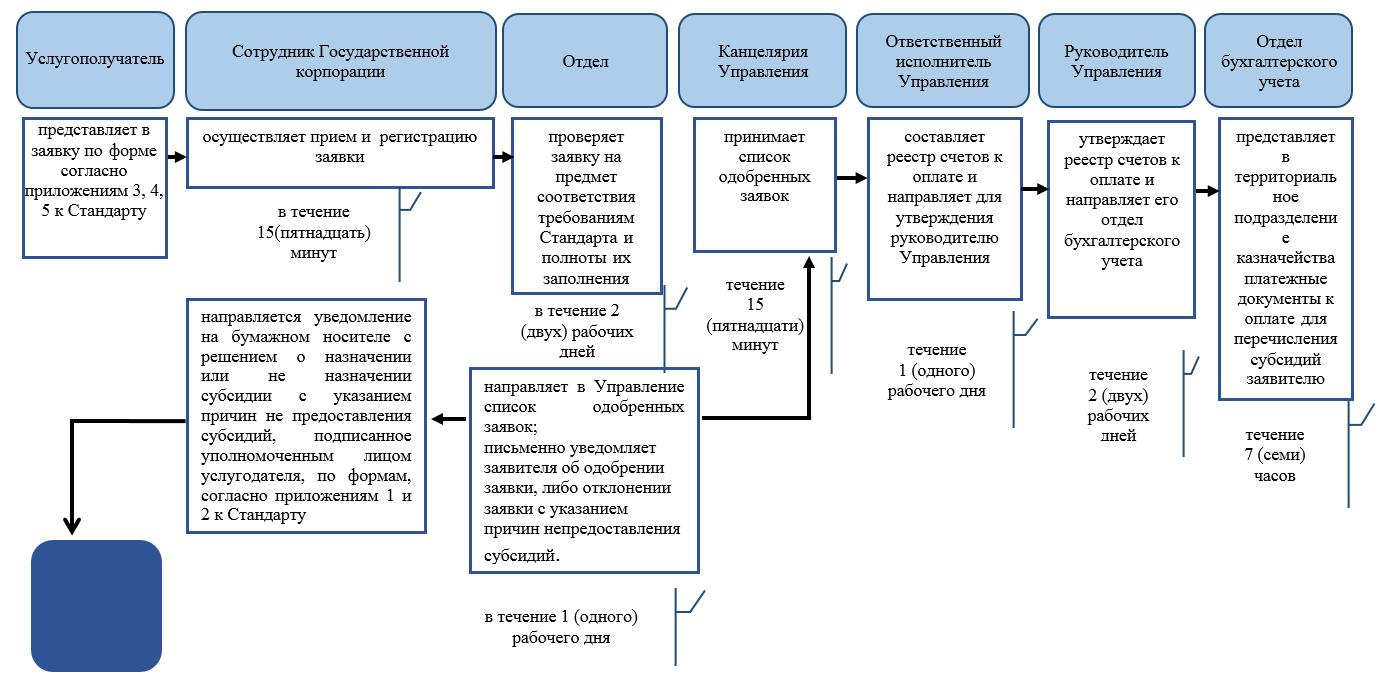 Услугополучатель
Сотрудник Государственной
корпорации
Отдел
Канцелярия
Управления
Ответственный
исполнитель
Управления
Руководитель
Управления
Отдел
бухгалтерского
учета
представляет в
заявку по форме
согласно
приложениям 3, 4,
5 к Стандарту
осуществляет прием и регистрацию
заявки
в течение
15(пятнадцать)
минут
проверяет
заявку на
предмет
соответствия
требованиям
Стандарта и
полноты их
заполнения
в течение 2
(двух) рабочих
дней
принимает
список
одобренных
заявок
течение
15
(пятнадцати)
минут
составляет
реестр счетов к
оплате и
направляет для
утверждения
руководителю
Управления
течение
1 (одного)
рабочего дня
утверждает
реестр счетов к
оплате и
направляет его
отдел
бухгалтерского
учета
течение
2 (двух)
рабочих
дней
представляет
в
территориаль
ное
подразделени
е
казначейства
платежные
документы к
оплате для
перечисления
субсидий
заявителю
течение
7 (семи)
часов
направляется уведомление
на бумажном носителе с
решением о назначении
или не назначении
субсидии с указанием
причин не предоставления
субсидий, подписанное
уполномоченным лицом
услугодателя, по формам,
согласно приложениям 1 и
2 к Стандарту
направляет в Управление
список одобренных
заявок;
письменно уведомляет
заявителя об одобрении
заявки, либо отклонении
заявки с указанием
причин непредоставления
субсидий.
в течение 1 (одного)
рабочего дня